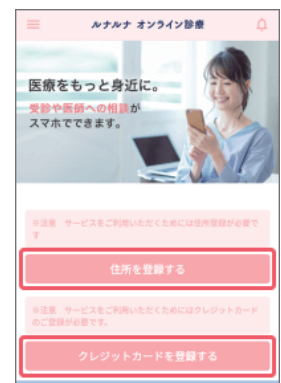 ルナルナ オンライン診療
医療をもっと身近に。
受診や医師への相談が
スマホでできます。
※注意 サービスをご利用いただくためには住所登録が必要で
す
住所を登録する
※注意 サービスをご利用いただくためにはクレジットカード
のご登録が必要です。
クレジットカードを登録する